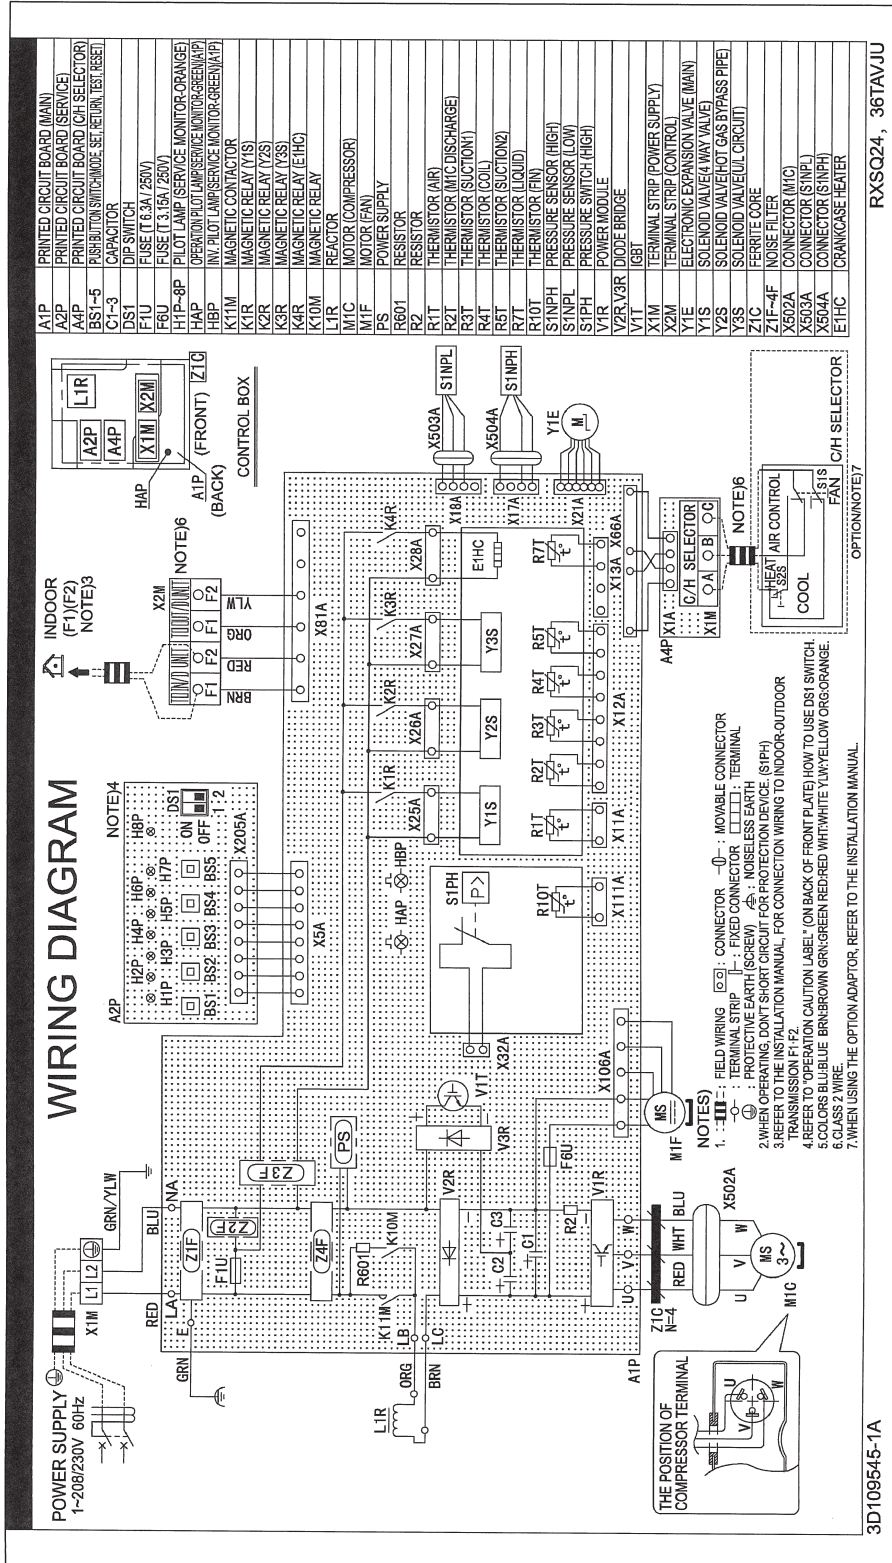 WIRING DIAGRAM
POWER SUPPLY
1~208/230V 60Hz
X1M
L1 L2
GRN/YLW
RED
BLU
LA
NA
GRN
E
Z1F
F1U
Z2F
Z3F
Z4F
PS
R601
K11M
K10M
LB
LC
ORG
BRN
L1R
V2R
V3R
V1T
C2
C3
C1
R2
F6U
V1R
U V W
Z1C
N=4
RED WHT BLU
X502A
U V W
MS
3~
M1C
A1P
THE POSITION OF
COMPRESSOR TERMINAL
U
V
W
A2P
NOTE)4
H1P H2P H3P H4P H5P H6P H7P H8P
BS1 BS2 BS3 BS4 BS5
DS1
ON
OFF
1 2
X205A
X5A
HAP
HBP
S1PH
P>
X32A
R10T
t°
X111A
X106A
MS
M1F
INDOOR
(F1)(F2)
NOTE)3
X2M
TO IN/D UNIT
TO OUT/D UNIT
NOTE)6
F1 F2 F1 F2
BRN RED ORG YLW
X81A
K1R K2R K3R K4R
X25A X26A X27A X28A
Y1S Y2S Y3S E1HC
R1T R2T R3T R4T R5T R7T
t° t° t° t° t° t°
X11A X12A X13A X66A
X18A
X503A
S1NPL
X17A
X504A
S1NPH
X21A
Y1E
M
A4P
X1A
C/H SELECTOR
X1M
A B C
NOTE)6
HEAT
S2S
COOL
AIR CONTROL
S1S
FAN
C/H SELECTOR
OPTION/NOTE)7
L1R
A2P
A4P
X1M X2M
HAP
Z1C
A1P
(BACK)
(FRONT)
CONTROL BOX
NOTES)
1. : FIELD WIRING : CONNECTOR : MOVABLE CONNECTOR
: TERMINAL STRIP : FIXED CONNECTOR : TERMINAL
: PROTECTIVE EARTH (SCREW) : NOISELESS EARTH
2.WHEN OPERATING, DON'T SHORT CIRCUIT FOR PROTECTION DEVICE. (S1PH)
3.REFER TO THE INSTALLATION MANUAL, FOR CONNECTION WIRING TO INDOOR-OUTDOOR
TRANSMISSION F1·F2.
4.REFER TO "OPERATION CAUTION LABEL" (ON BACK OF FRONT PLATE) HOW TO USE DS1 SWITCH.
5.COLORS BLU:BLUE BRN:BROWN GRN:GREEN RED:RED WHT:WHITE YLW:YELLOW ORG:ORANGE.
6.CLASS 2 WIRE.
7.WHEN USING THE OPTION ADAPTOR, REFER TO THE INSTALLATION MANUAL.
A1P PRINTED CIRCUIT BOARD (MAIN)
A2P PRINTED CIRCUIT BOARD (SERVICE)
A4P PRINTED CIRCUIT BOARD (C/H SELECTOR)
BS1~5 PUSH BUTTON SWITCH(MODE, SET, RETURN, TEST, RESET)
C1~3 CAPACITOR
DS1 DIP SWITCH
F1U FUSE (T 6.3A / 250V)
F6U FUSE (T 3.15A / 250V)
H1P~8P PILOT LAMP (SERVICE MONITOR-ORANGE)
HAP OPERATION PILOT LAMP(SERVICE MONITOR-GREEN)(A1P)
HBP INV. PILOT LAMP(SERVICE MONITOR-GREEN)(A1P)
K11M MAGNETIC CONTACTOR
K1R MAGNETIC RELAY (Y1S)
K2R MAGNETIC RELAY (Y2S)
K3R MAGNETIC RELAY (Y3S)
K4R MAGNETIC RELAY (E1HC)
K10M MAGNETIC RELAY
L1R REACTOR
M1C MOTOR (COMPRESSOR)
M1F MOTOR (FAN)
PS POWER SUPPLY
R601 RESISTOR
R2 RESISTOR
R1T THERMISTOR (AIR)
R2T THERMISTOR (M1C DISCHARGE)
R3T THERMISTOR (SUCTION1)
R4T THERMISTOR (COIL)
R5T THERMISTOR (SUCTION2)
R7T THERMISTOR (LIQUID)
R10T THERMISTOR (FIN)
S1NPH PRESSURE SENSOR (HIGH)
S1NPL PRESSURE SENSOR (LOW)
S1PH PRESSURE SWITCH (HIGH)
V1R POWER MODULE
V2R,V3R DIODE BRIDGE
V1T IGBT
X1M TERMINAL STRIP (POWER SUPPLY)
X2M TERMINAL STRIP (CONTROL)
Y1E ELECTRONIC EXPANSION VALVE (MAIN)
Y1S SOLENOID VALVE(4 WAY VALVE)
Y2S SOLENOID VALVE(HOT GAS BYPASS PIPE)
Y3S SOLENOID VALVE(U/L CIRCUIT)
Z1C FERRITE CORE
Z1F~4F NOISE FILTER
X502A CONNECTOR (M1C)
X503A CONNECTOR (S1NPL)
X504A CONNECTOR (S1NPH)
E1HC CRANKCASE HEATER
3D109545-1A
RXSQ24, 36TAVJU